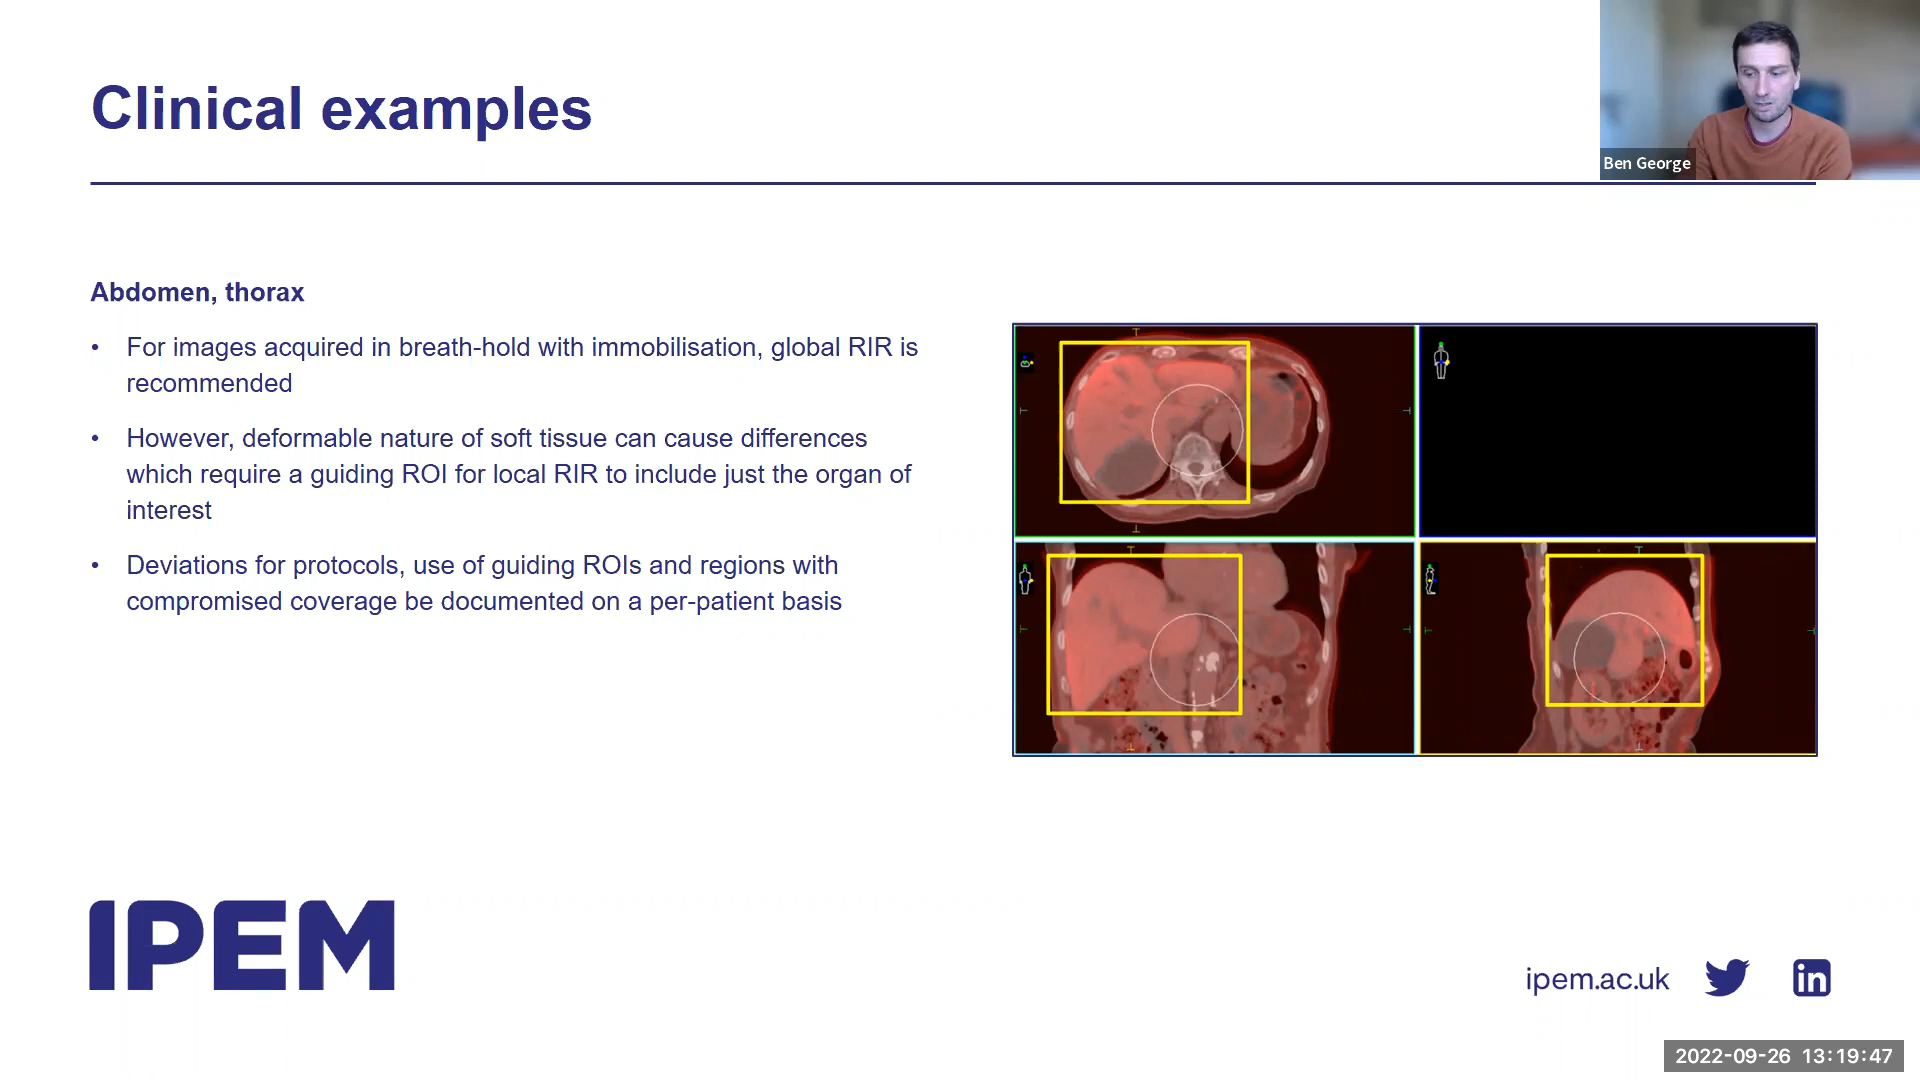 Clinical examples
Ben George
Abdomen, thorax
• For images acquired in breath-hold with immobilisation, global RIR is
recommended
• However, deformable nature of soft tissue can cause differences
which require a guiding ROI for local RIR to include just the organ of
interest
• Deviations for protocols, use of guiding ROIs and regions with
compromised coverage be documented on a per-patient basis
IPEM
ipem.ac.uk
in
2022-09-26 13:19:47